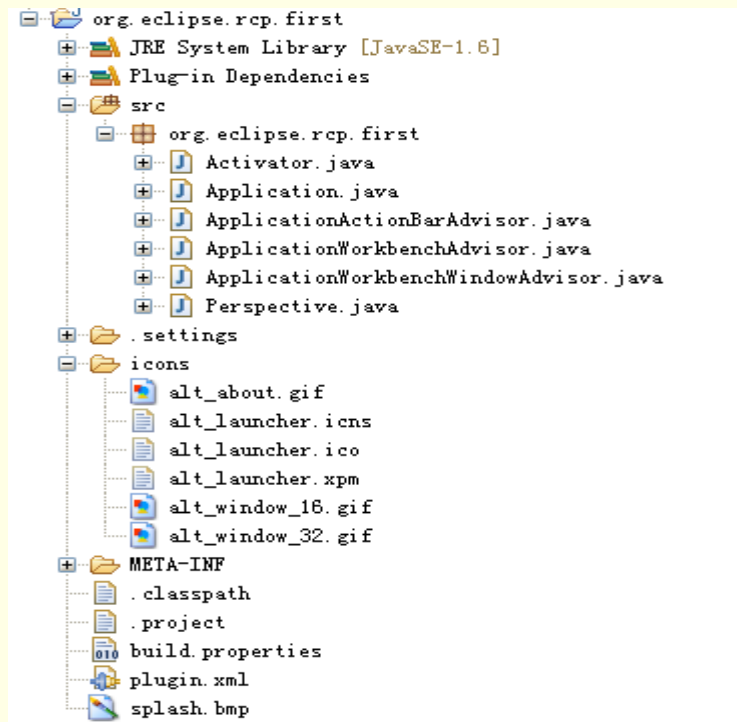 org.eclipse.rcp.first
JRE System Library [JavaSE-1.6]
Plug-in Dependencies
src
org.eclipse.rcp.first
Activator.java
Application.java
ApplicationActionBarAdvisor.java
ApplicationWorkbenchAdvisor.java
ApplicationWorkbenchWindowAdvisor.java
Perspective.java
.settings
icons
alt_about.gif
alt_launcher.icns
alt_launcher.ico
alt_launcher.xpm
alt_window_16.gif
alt_window_32.gif
META-INF
.classpath
.project
build.properties
plugin.xml
splash.bmp